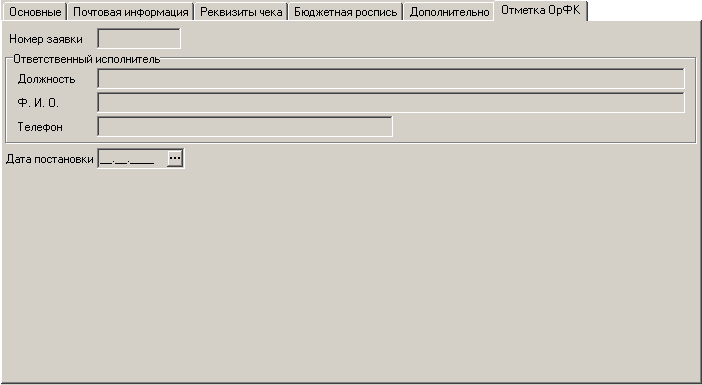 Основные Почтовая информация Реквизиты чека Бюджетная роспись Дополнительно Отметка ОрФК
Номер заявки
Ответственный исполнитель
Должность
Ф. И. О.
Телефон
Дата постановки __.__.____ ...